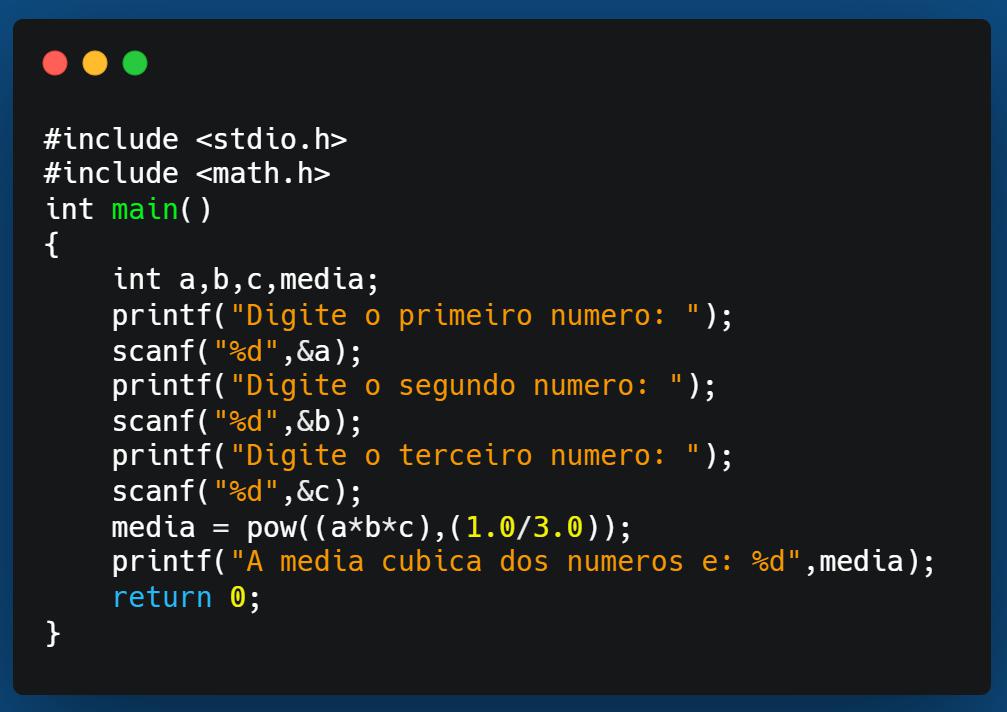 #include <stdio.h>
#include <math.h>
int main()
{
    int a,b,c,media;
    printf("Digite o primeiro numero: ");
    scanf("%d",&a);
    printf("Digite o segundo numero: ");
    scanf("%d",&b);
    printf("Digite o terceiro numero: ");
    scanf("%d",&c);
    media = pow((a*b*c),(1.0/3.0));
    printf("A media cubica dos numeros e: %d",media);
    return 0;
}